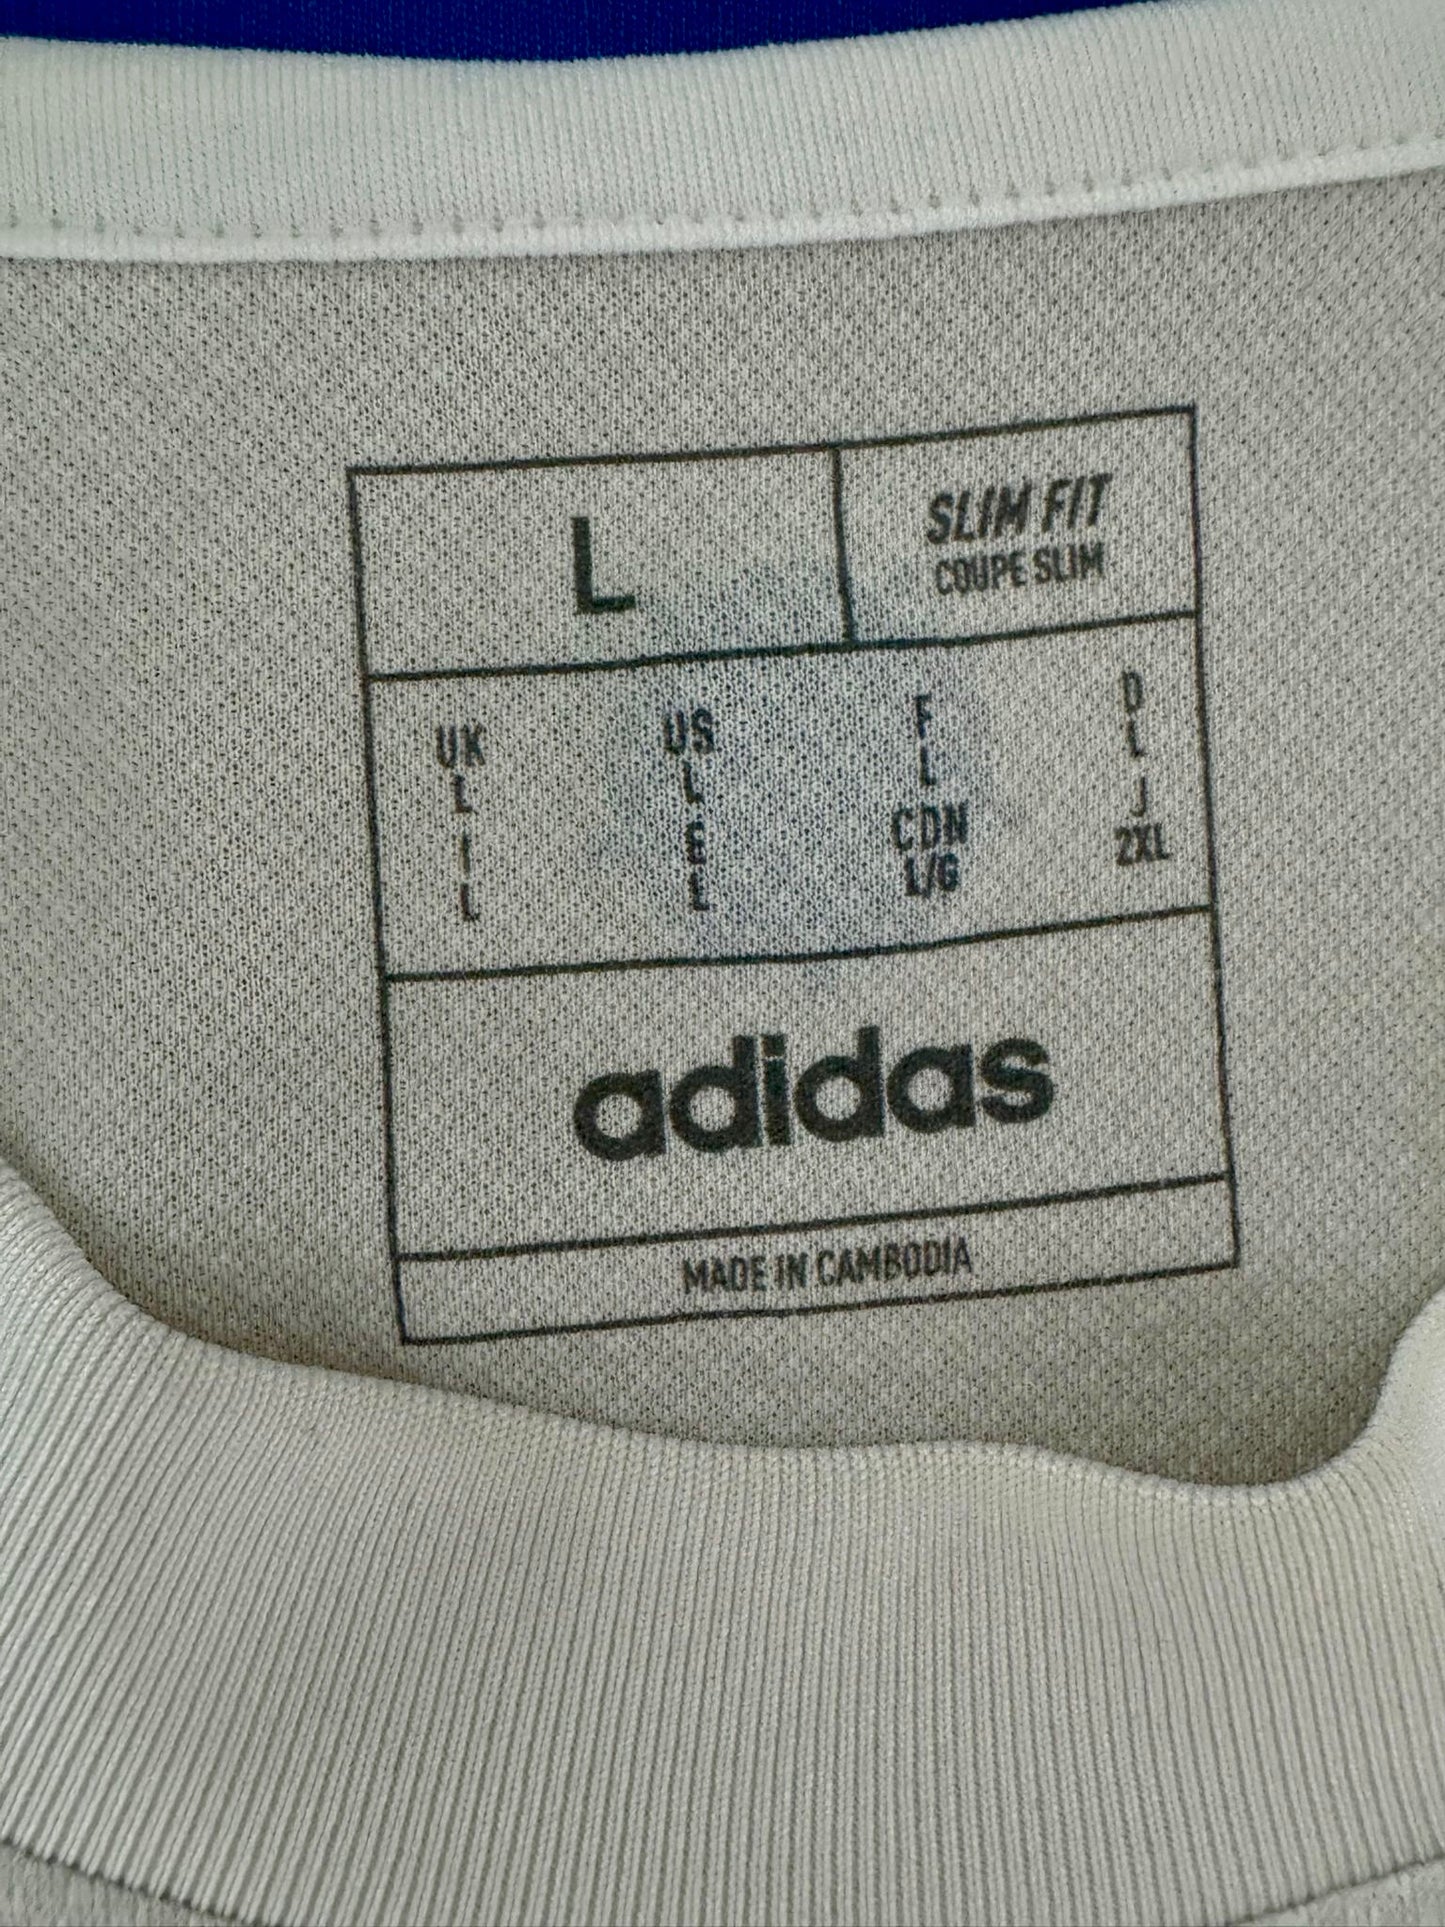 L
SLIM FIT
COUPE SLIM
UK US F D
L L L L
I E CDN J
L L L/G 2XL
adidas
MADE IN CAMBODIA